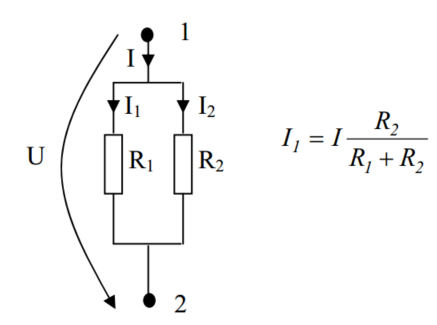 1
I
I₁ I₂
U R₁ R₂
I₁ = I R₂ / (R₁ + R₂)
2